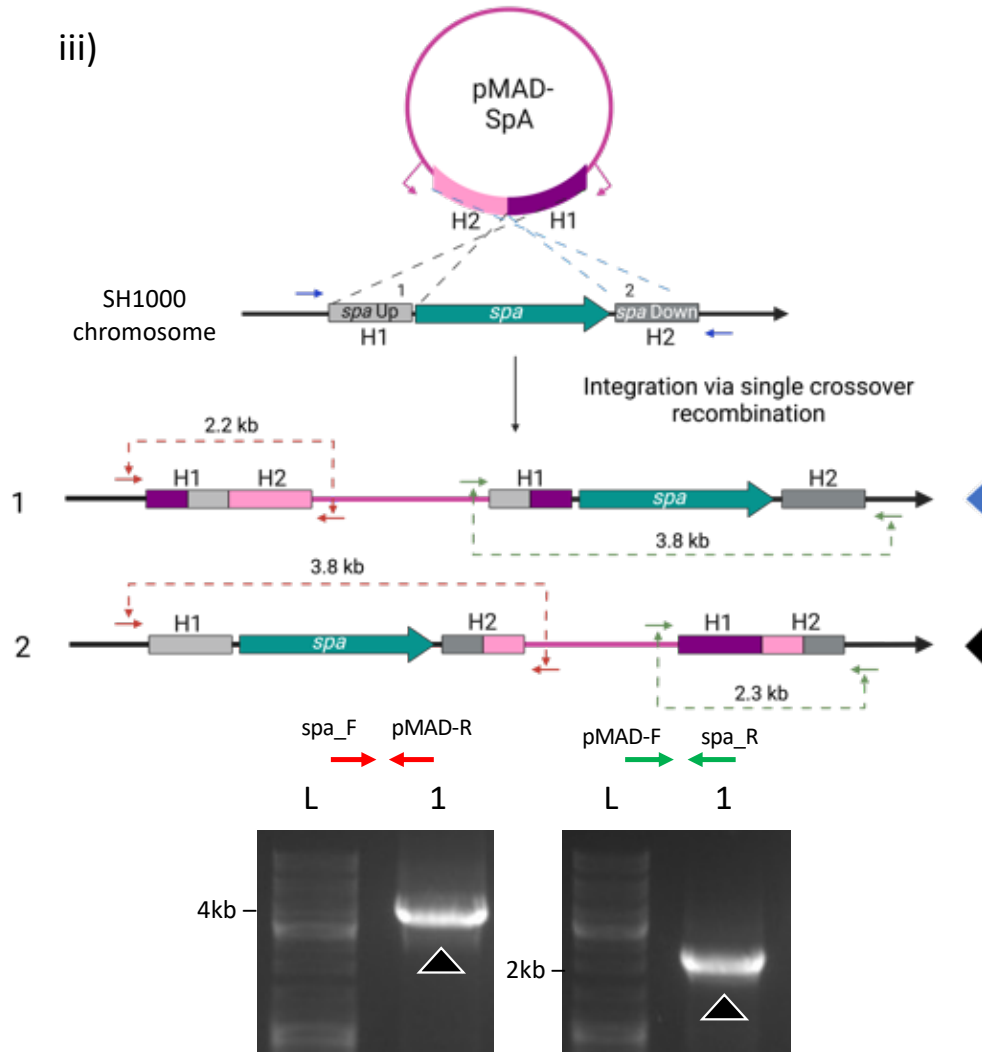 iii)
pMAD-
SpA
H2
H1
SH1000
chromosome
1
2
spa Up
spa
spa Down
H1
H2
Integration via single crossover
recombination
2.2 kb
1
H1
H2
H1
spa
H2
3.8 kb
3.8 kb
2
H1
spa
H2
H1
H2
2.3 kb
spa_F
pMAD-R
pMAD-F
spa_R
L
1
L
1
4kb
2kb